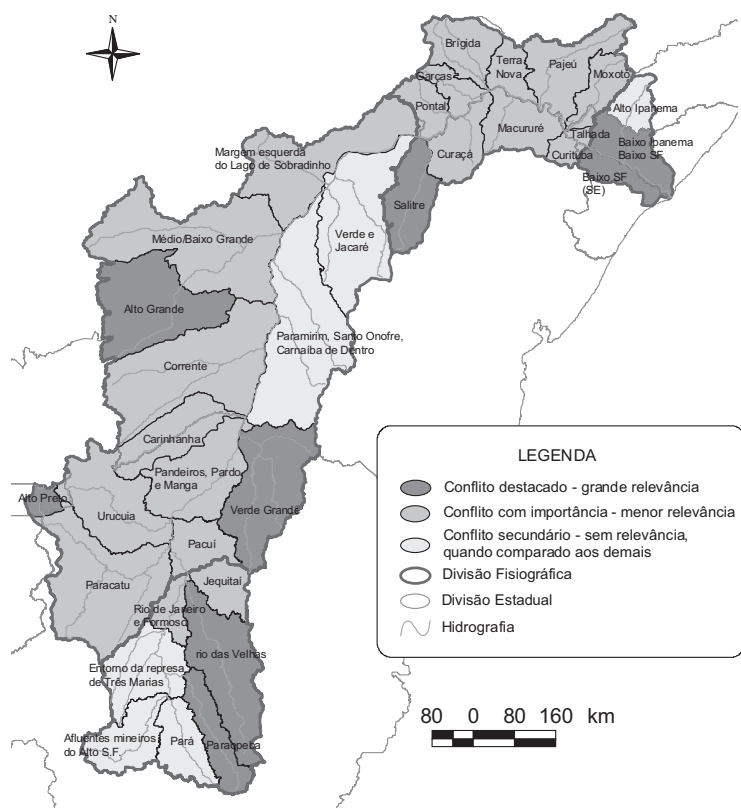 N
Brígida
Terra
Nova
Pajeú
Moxotó
Garças
Pontal
Alto Ipanema
Macururé
Talhada
Baixo Ipanema
Baixo SF
Curaçá
Curituba
Baixo SF
(SE)
Margem esquerda
do Lago de Sobradinho
Salitre
Médio/Baixo Grande
Verde e
Jacaré
Alto Grande
Paramirim, Santo Onofre,
Carnaíba de Dentro
Corrente
Carinhanha
Pandeiros, Pardo
e Manga
Alto Preto
Verde Grande
Urucuia
Pacuí
Paracatu
Jequitaí
Rio de Janeiro
e Formoso
rio das Velhas
Entorno da represa
de Três Marias
Afluentes mineiros
do Alto S.F.
Pará
Paraopeba
LEGENDA
Conflito destacado - grande relevância
Conflito com importância - menor relevância
Conflito secundário - sem relevância,
quando comparado aos demais
Divisão Fisiográfica
Divisão Estadual
Hidrografia
80 0 80 160 km